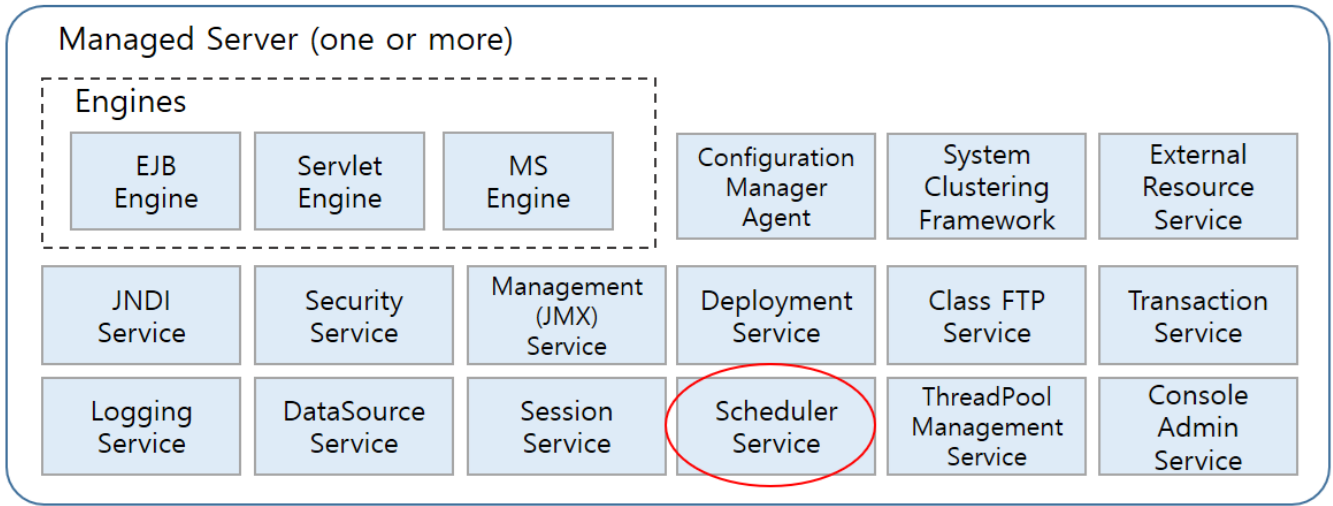 Managed Server (one or more)
Engines
EJB
Engine
Servlet
Engine
MS
Engine
Configuration
Manager
Agent
System
Clustering
Framework
External
Resource
Service
JNDI
Service
Security
Service
Management
(JMX)
Service
Deployment
Service
Class FTP
Service
Transaction
Service
Logging
Service
DataSource
Service
Session
Service
Scheduler
Service
ThreadPool
Management
Service
Console
Admin
Service